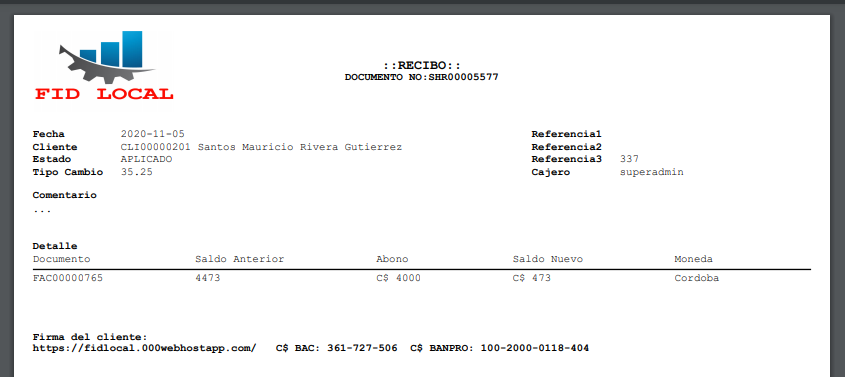 FID LOCAL
::RECIBO::
DOCUMENTO NO:SHR00005577
Fecha 2020-11-05 Referencia1
Cliente CLI00000201 Santos Mauricio Rivera Gutierrez Referencia2
Estado APLICADO Referencia3 337
Tipo Cambio 35.25 Cajero superadmin
Comentario
...
Detalle
Documento Saldo Anterior Abono Saldo Nuevo Moneda
FAC00000765 4473 C$ 4000 C$ 473 Cordoba
Firma del cliente:
https://fidlocal.000webhostapp.com/ C$ BAC: 361-727-506 C$ BANPRO: 100-2000-0118-404